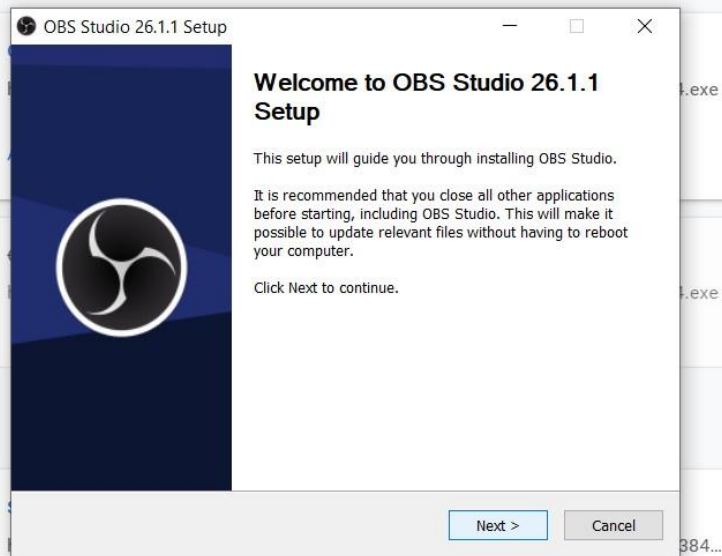 OBS Studio 26.1.1 Setup
Welcome to OBS Studio 26.1.1
Setup
This setup will guide you through installing OBS Studio.
It is recommended that you close all other applications
before starting, including OBS Studio. This will make it
possible to update relevant files without having to reboot
your computer.
Click Next to continue.
Next >
Cancel
.exe
.exe
384...